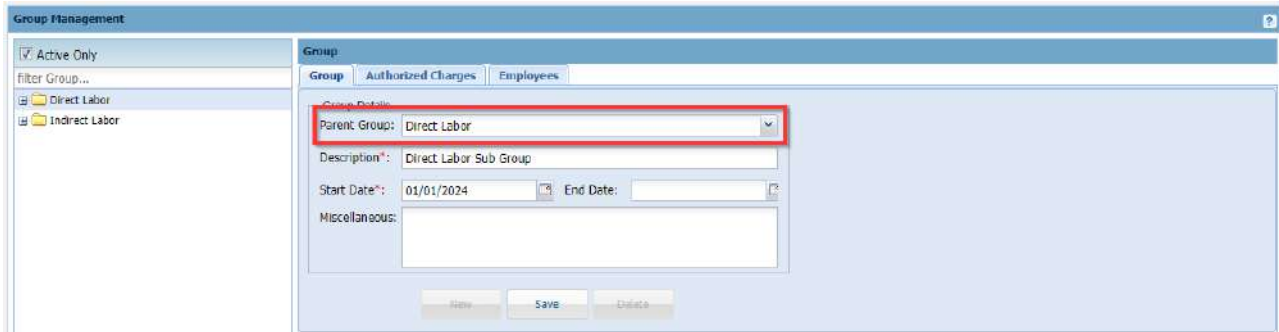 Group Management
Active Only
Group
filter Group...
Group Authorized Charges Employees
Direct Labor
Indirect Labor
Group Details
Parent Group: Direct Labor
Description*: Direct Labor Sub Group
Start Date*: 01/01/2024 End Date:
Miscellaneous:
New Save Delete